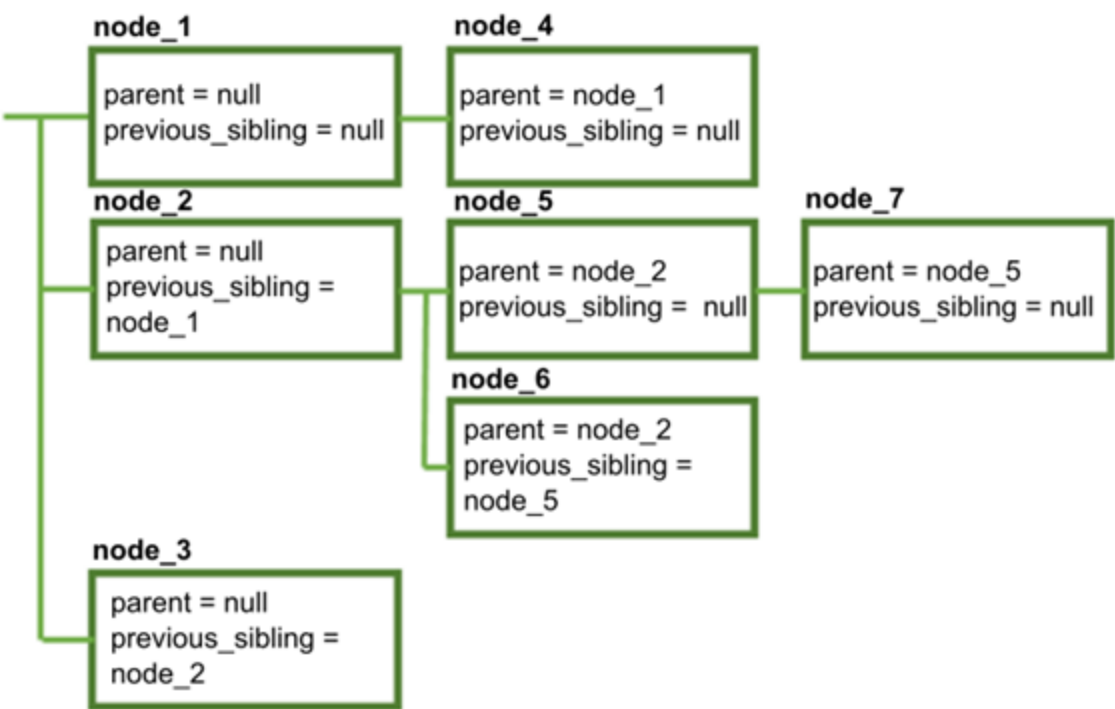 node_1
parent = null
previous_sibling = null
node_4
parent = node_1
previous_sibling = null
node_2
parent = null
previous_sibling =
node_1
node_5
parent = node_2
previous_sibling = null
node_7
parent = node_5
previous_sibling = null
node_6
parent = node_2
previous_sibling =
node_5
node_3
parent = null
previous_sibling =
node_2